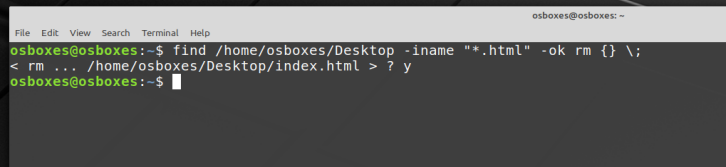 osboxes@osboxes: ~
File Edit View Search Terminal Help
osboxes@osboxes:~$ find /home/osboxes/Desktop -iname "*.html" -ok rm {} \;
< rm ... /home/osboxes/Desktop/index.html > ? y
osboxes@osboxes:~$